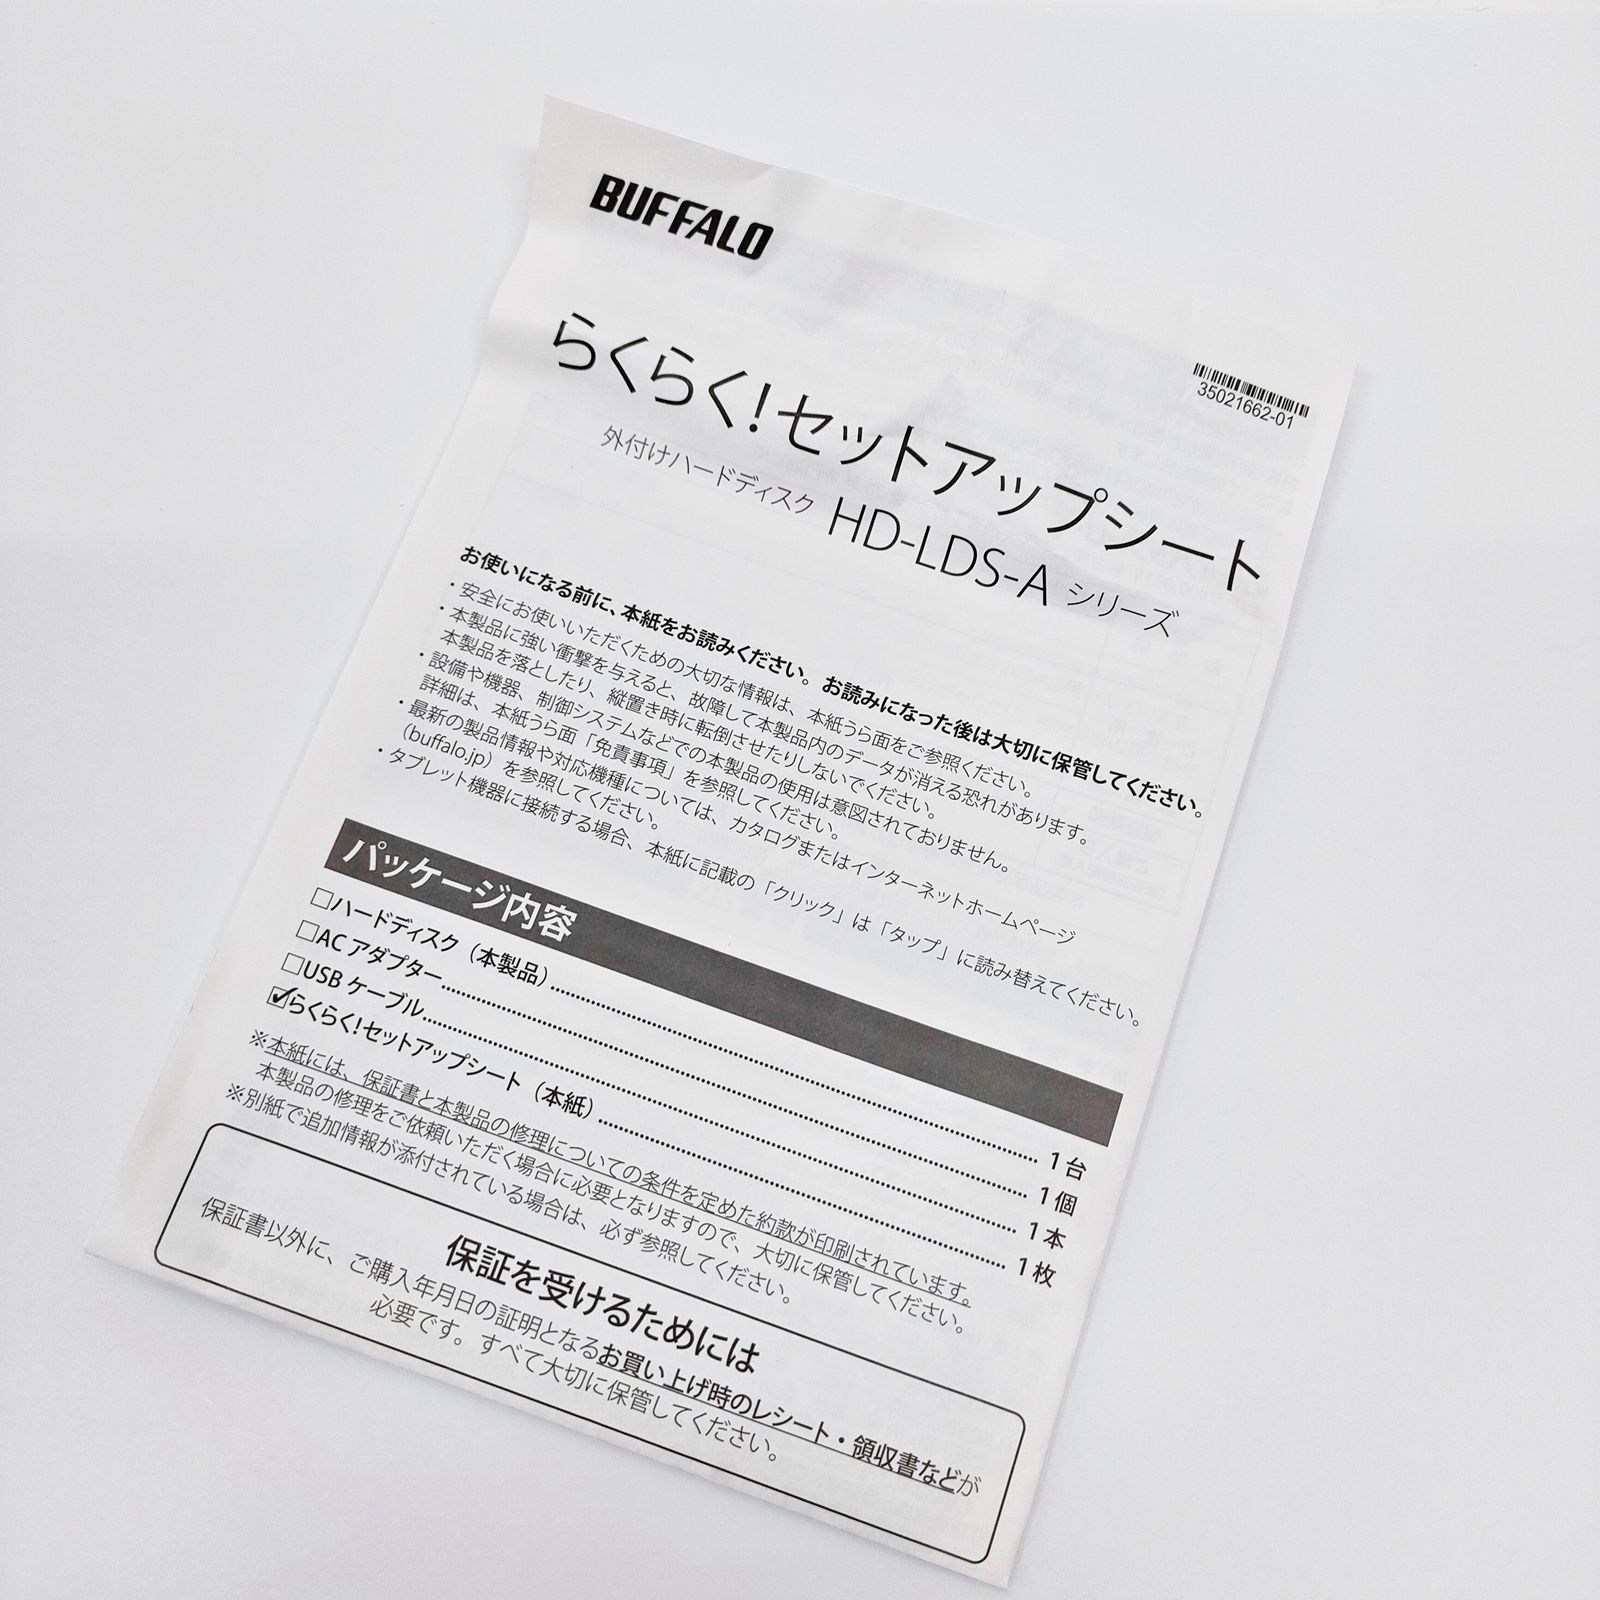 BUFFALO
35021662-01
らくらく!セットアップシート
外付けハードディスク HD-LDS-A シリーズ
お使いになる前に、本紙をお読みください。お読みになった後は大切に保管してください。
・安全にお使いいただくための大切な情報は、本紙うら面をご参照ください。
・本製品に強い衝撃を与えると、故障して本製品内のデータが消える恐れがあります。
本製品を落としたり、縦置き時に転倒させたりしないでください。
・設備や機器、制御システムなどでの本製品の使用は意図されておりません。
詳細は、本紙うら面「免責事項」を参照してください。
・最新の製品情報や対応機種については、カタログまたはインターネットホームページ
(buffalo.jp)を参照してください。
・タブレット機器に接続する場合、本紙に記載の「クリック」は「タップ」に読み替えてください。
パッケージ内容
□ハードディスク(本製品)................ 1台
□ACアダプター................ 1個
□USBケーブル................ 1本
☑らくらく!セットアップシート(本紙)................ 1枚
※本紙には、保証書と本製品の修理についての条件を定めた約款が印刷されています。
本製品の修理をご依頼いただく場合に必要となりますので、大切に保管してください。
※別紙で追加情報が添付されている場合は、必ず参照してください。
保証を受けるためには
保証書以外に、ご購入年月日の証明となるお買い上げ時のレシート・領収書などが
必要です。すべて大切に保管してください。